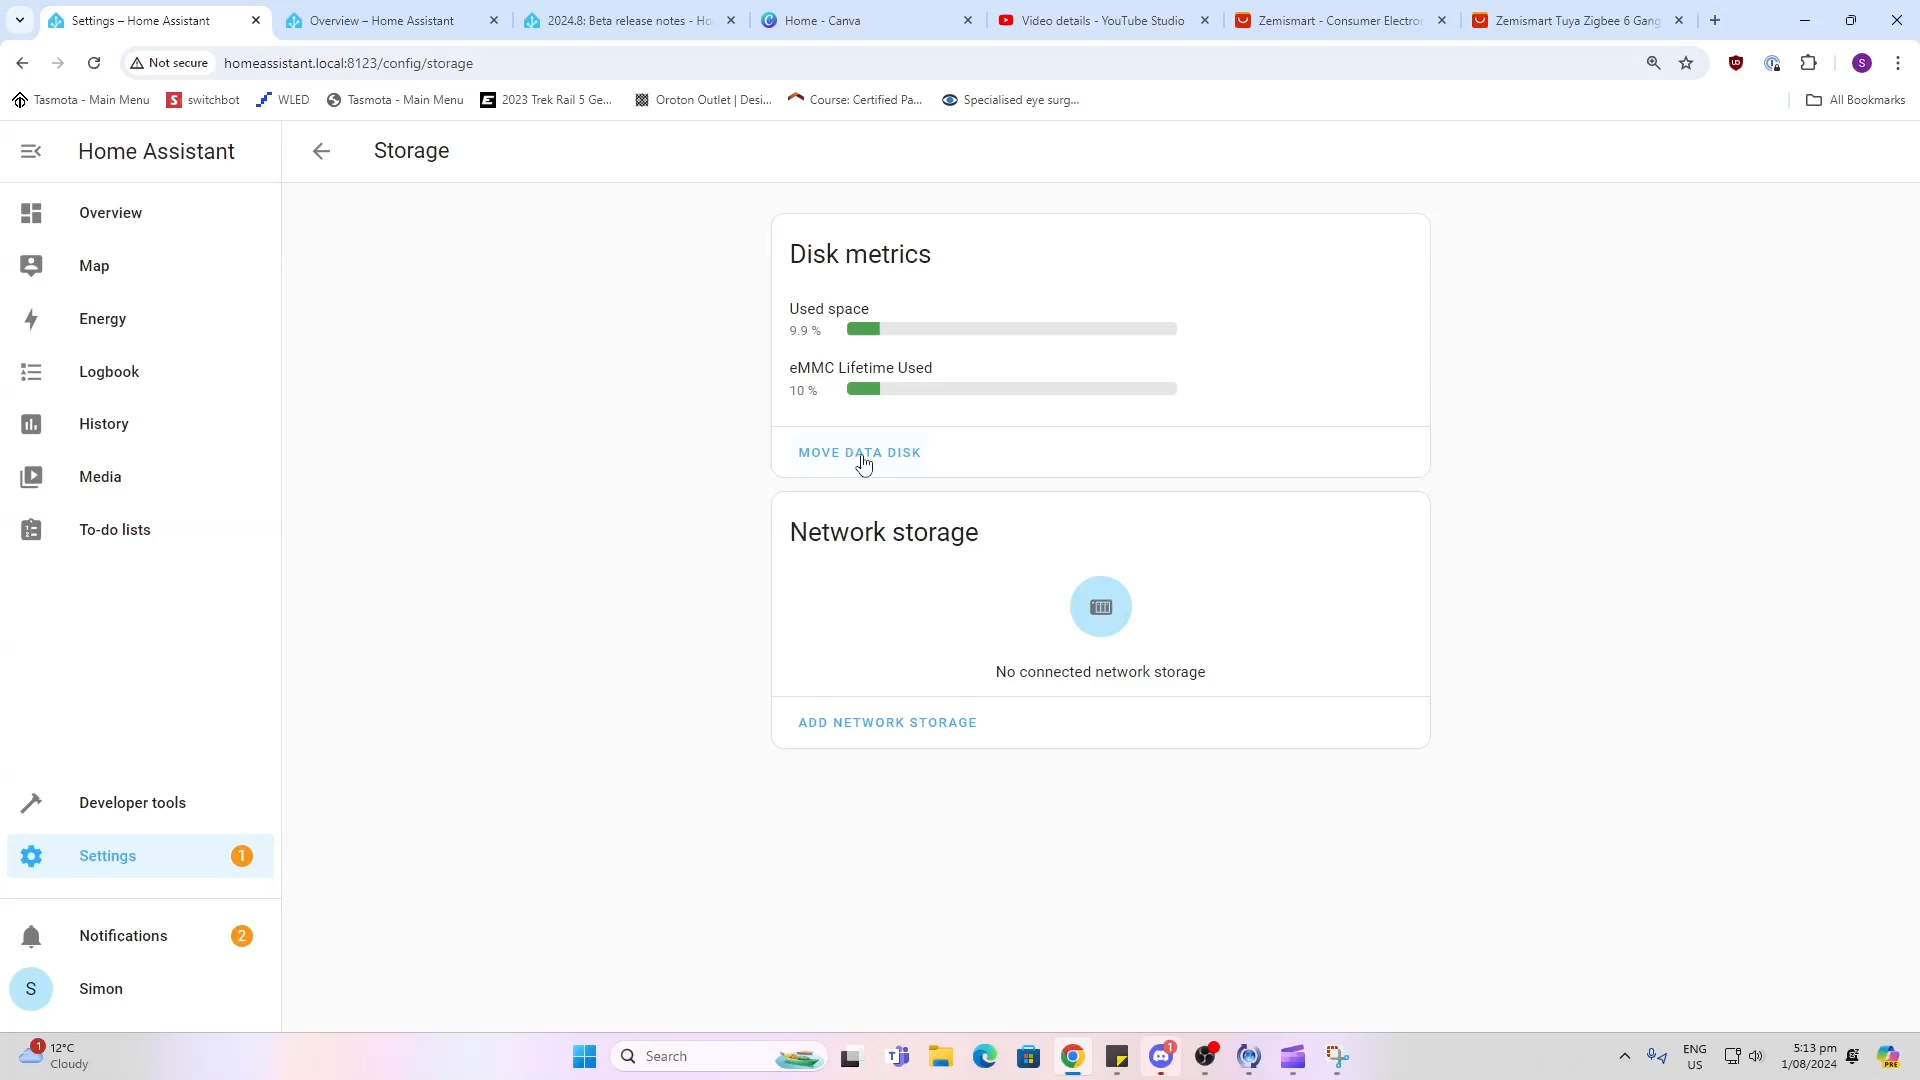 Settings – Home Assistant
Overview – Home Assistant
2024.8: Beta release notes - Ho
Home - Canva
Video details - YouTube Studio
Zemismart - Consumer Electron
Zemismart Tuya Zigbee 6 Gang
Not secure
homeassistant.local:8123/config/storage
S
Tasmota - Main Menu
switchbot
WLED
Tasmota - Main Menu
2023 Trek Rail 5 Ge...
Oroton Outlet | Desi...
Course: Certified Pa...
Specialised eye surg...
All Bookmarks
Home Assistant
Storage
Overview
Map
Energy
Logbook
History
Media
To-do lists
Developer tools
Settings
1
Notifications
2
S
Simon
Disk metrics
Used space
9.9 %
eMMC Lifetime Used
10 %
MOVE DATA DISK
Network storage
No connected network storage
ADD NETWORK STORAGE
1
12°C
Cloudy
Search
1
ENG
US
5:13 pm
1/08/2024
PRE